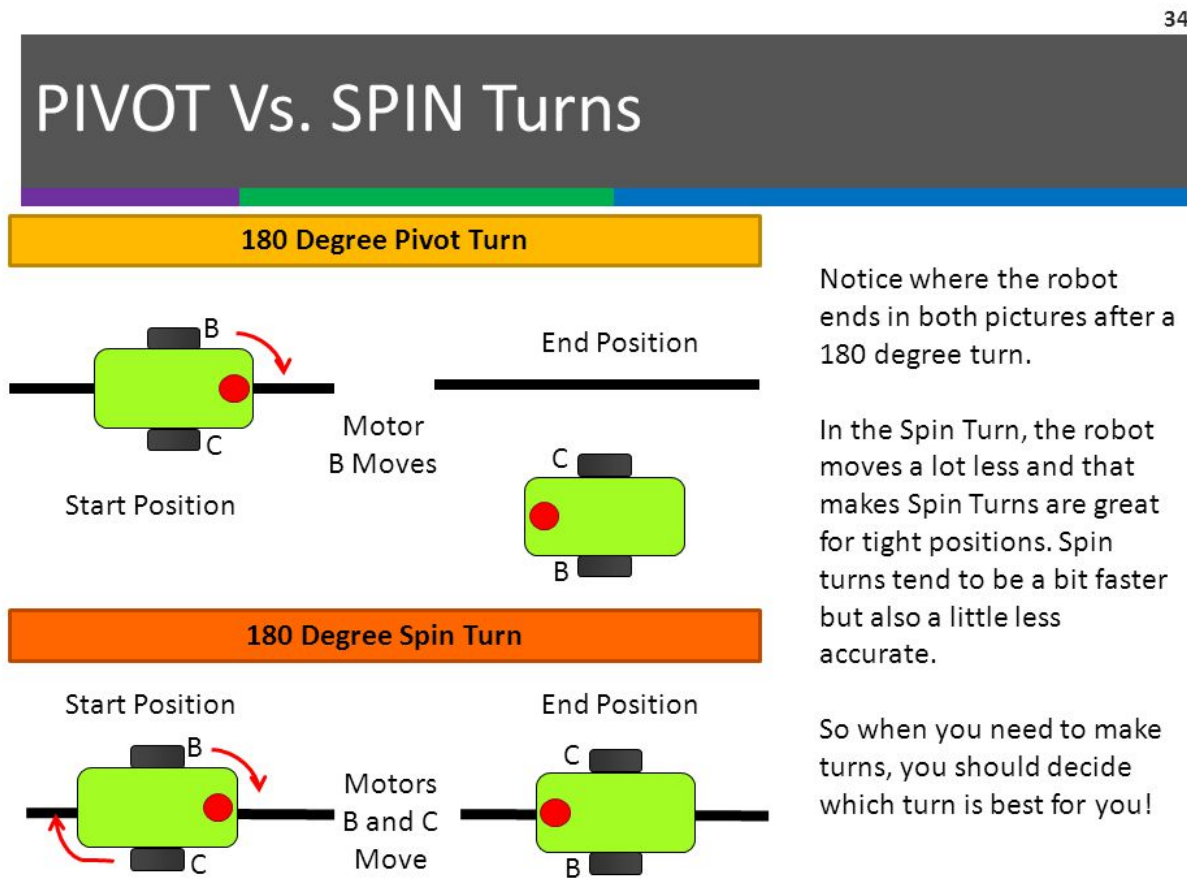 34
PIVOT Vs. SPIN Turns
180 Degree Pivot Turn
B
C
Start Position
Motor
B Moves
End Position
C
B
180 Degree Spin Turn
Start Position
B
C
Motors
B and C
Move
End Position
C
B
Notice where the robot
ends in both pictures after a
180 degree turn.
In the Spin Turn, the robot
moves a lot less and that
makes Spin Turns are great
for tight positions. Spin
turns tend to be a bit faster
but also a little less
accurate.
So when you need to make
turns, you should decide
which turn is best for you!